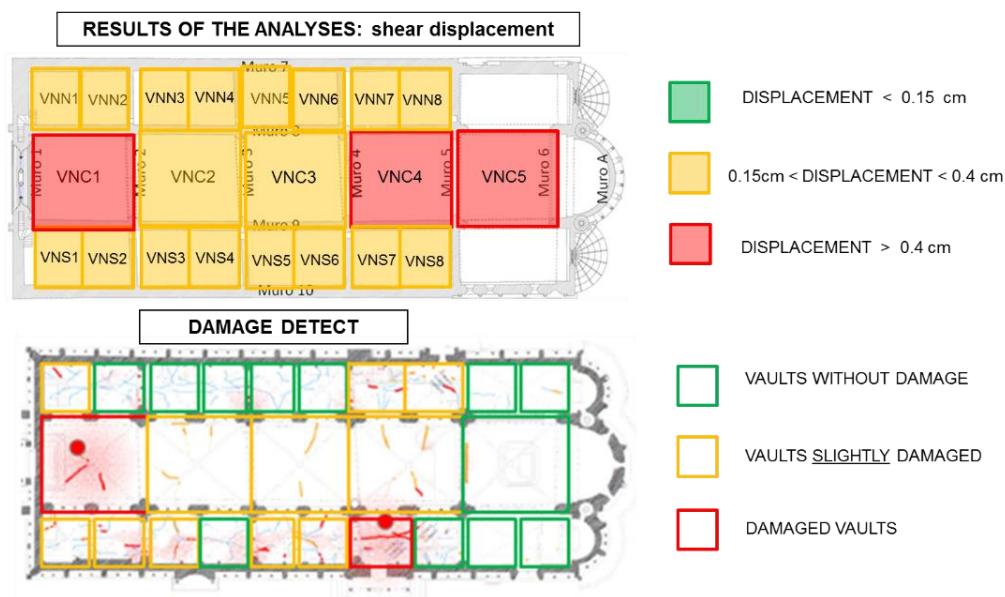 RESULTS OF THE ANALYSES: shear displacement
Muro 7
VNN1 VNN2 VNN3 VNN4 VNN5 VNN6 VNN7 VNN8
Muro 8
Muro 1 VNC1 Muro 2 VNC2 Muro 3 VNC3 Muro 4 VNC4 Muro 5 VNC5 Muro 6 Muro A
Muro 9
VNS1 VNS2 VNS3 VNS4 VNS5 VNS6 VNS7 VNS8
Muro 10
DISPLACEMENT < 0.15 cm
0.15cm < DISPLACEMENT < 0.4 cm
DISPLACEMENT > 0.4 cm
DAMAGE DETECT
VAULTS WITHOUT DAMAGE
VAULTS SLIGHTLY DAMAGED
DAMAGED VAULTS